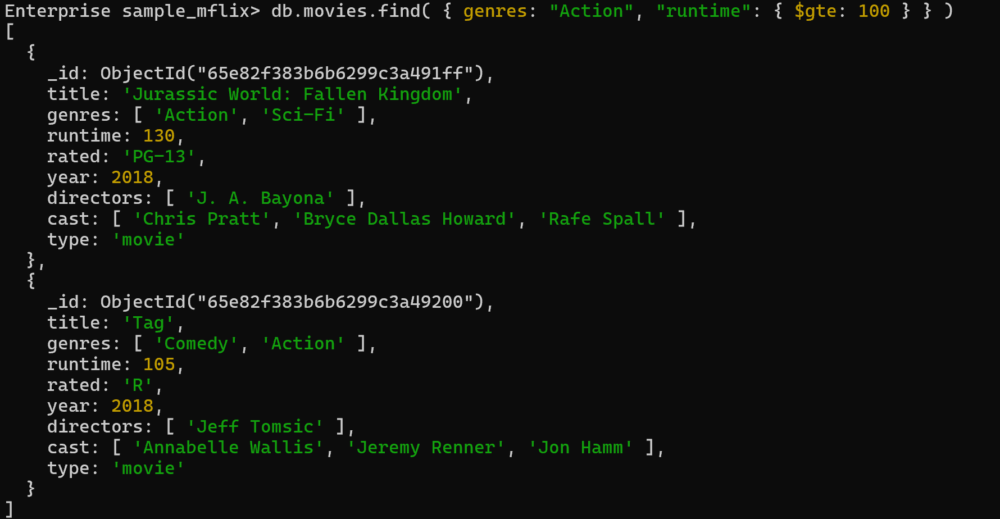 Enterprise sample_mflix> db.movies.find( { genres: "Action", "runtime": { $gte: 100 } } )
[
  {
    _id: ObjectId("65e82f383b6b6299c3a491ff"),
    title: 'Jurassic World: Fallen Kingdom',
    genres: [ 'Action', 'Sci-Fi' ],
    runtime: 130,
    rated: 'PG-13',
    year: 2018,
    directors: [ 'J. A. Bayona' ],
    cast: [ 'Chris Pratt', 'Bryce Dallas Howard', 'Rafe Spall' ],
    type: 'movie'
  },
  {
    _id: ObjectId("65e82f383b6b6299c3a49200"),
    title: 'Tag',
    genres: [ 'Comedy', 'Action' ],
    runtime: 105,
    rated: 'R',
    year: 2018,
    directors: [ 'Jeff Tomsic' ],
    cast: [ 'Annabelle Wallis', 'Jeremy Renner', 'Jon Hamm' ],
    type: 'movie'
  }
]